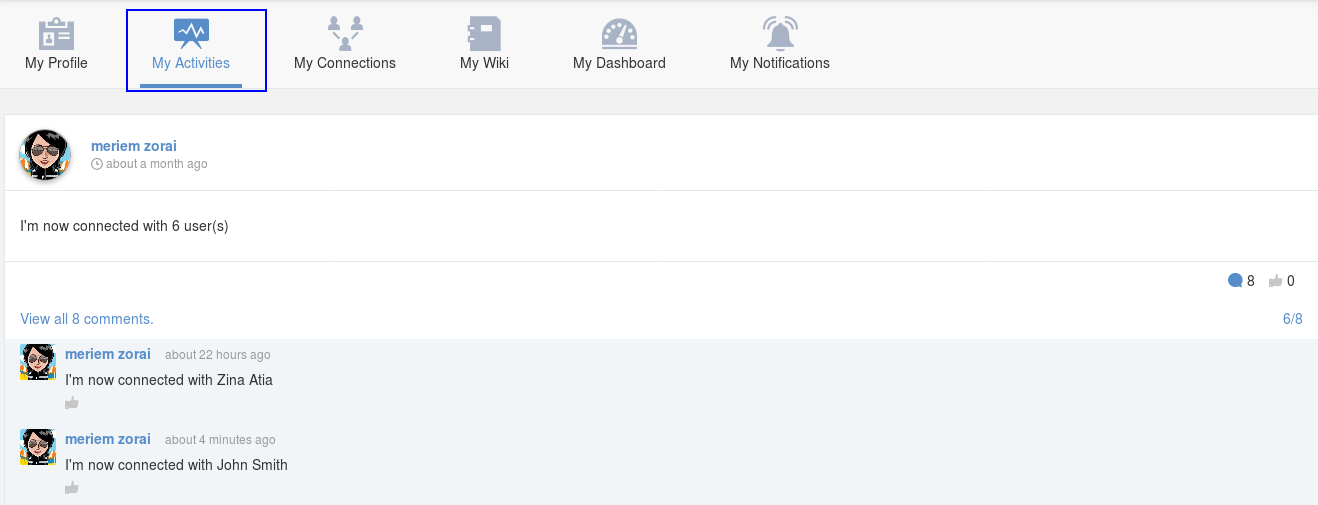 My Profile My Activities My Connections My Wiki My Dashboard My Notifications
meriem zorai
about a month ago
I'm now connected with 6 user(s)
8 0
View all 8 comments. 6/8
meriem zorai about 22 hours ago
I'm now connected with Zina Atia
meriem zorai about 4 minutes ago
I'm now connected with John Smith